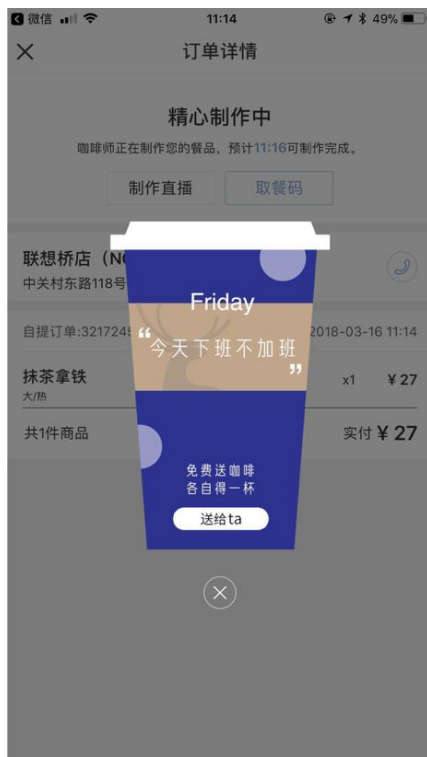 微信
11:14
49%
订单详情
精心制作中
咖啡师正在制作您的餐品，预计11:16可制作完成。
制作直播
取餐码
联想桥店（N
中关村东路118号
Friday
“今天下班不加班”
自提订单:321724
2018-03-16 11:14
抹茶拿铁
x1
¥27
大/热
共1件商品
实付¥27
免费送咖啡
各自得一杯
送给ta